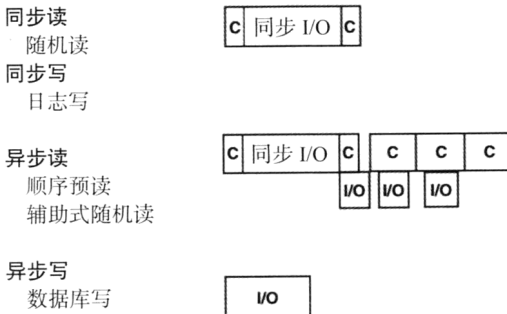 同步读
C 同步 I/O C
随机读
同步写
日志写
异步读
C 同步 I/O C C C C
顺序预读
I/O I/O I/O
辅助式随机读
异步写
数据库写
I/O